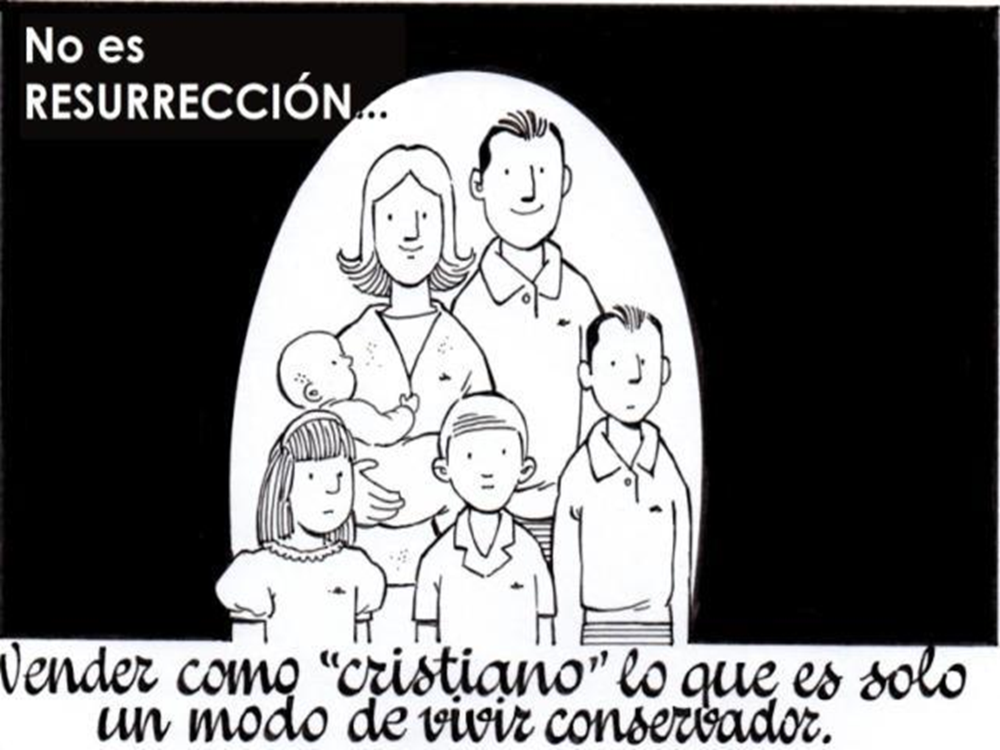 No es
RESURRECCIÓN...
Vender como "cristiano" lo que es solo
un modo de vivir conservador.